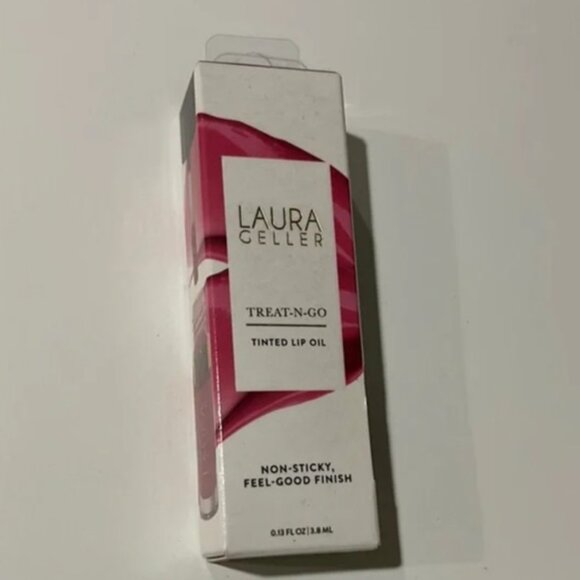 LAURA
GELLER
TREAT-N-GO
TINTED LIP OIL
NON-STICKY,
FEEL-GOOD FINISH
0.13 FL OZ | 3.8 ML